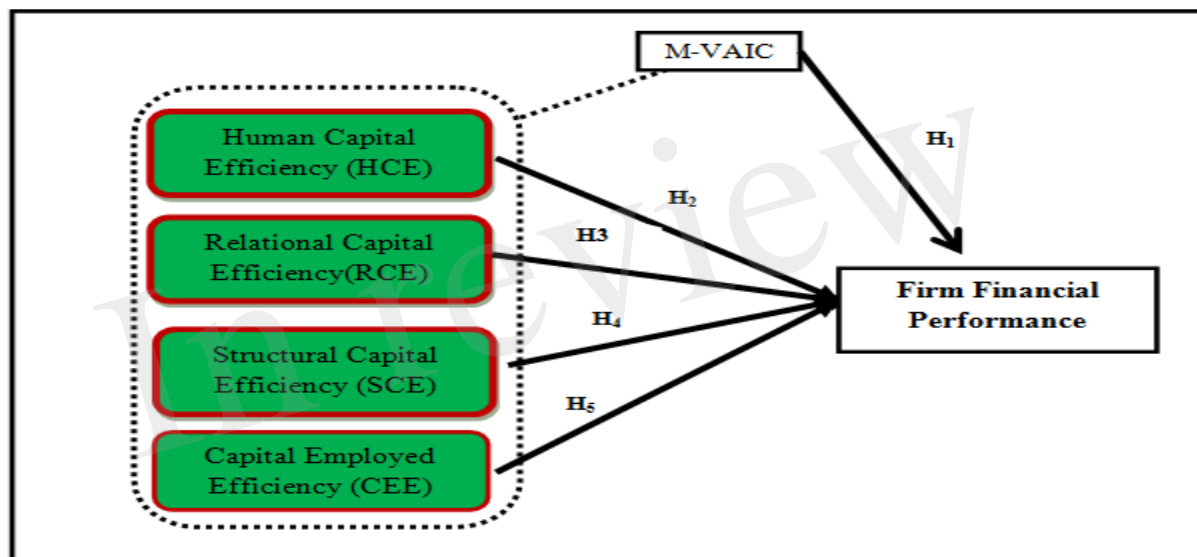 M-VAIC
H₁
Human Capital
Efficiency (HCE)
H₂
Relational Capital
Efficiency(RCE)
H3
Structural Capital
Efficiency (SCE)
H₄
Capital Employed
Efficiency (CEE)
H₅
Firm Financial
Performance
In review